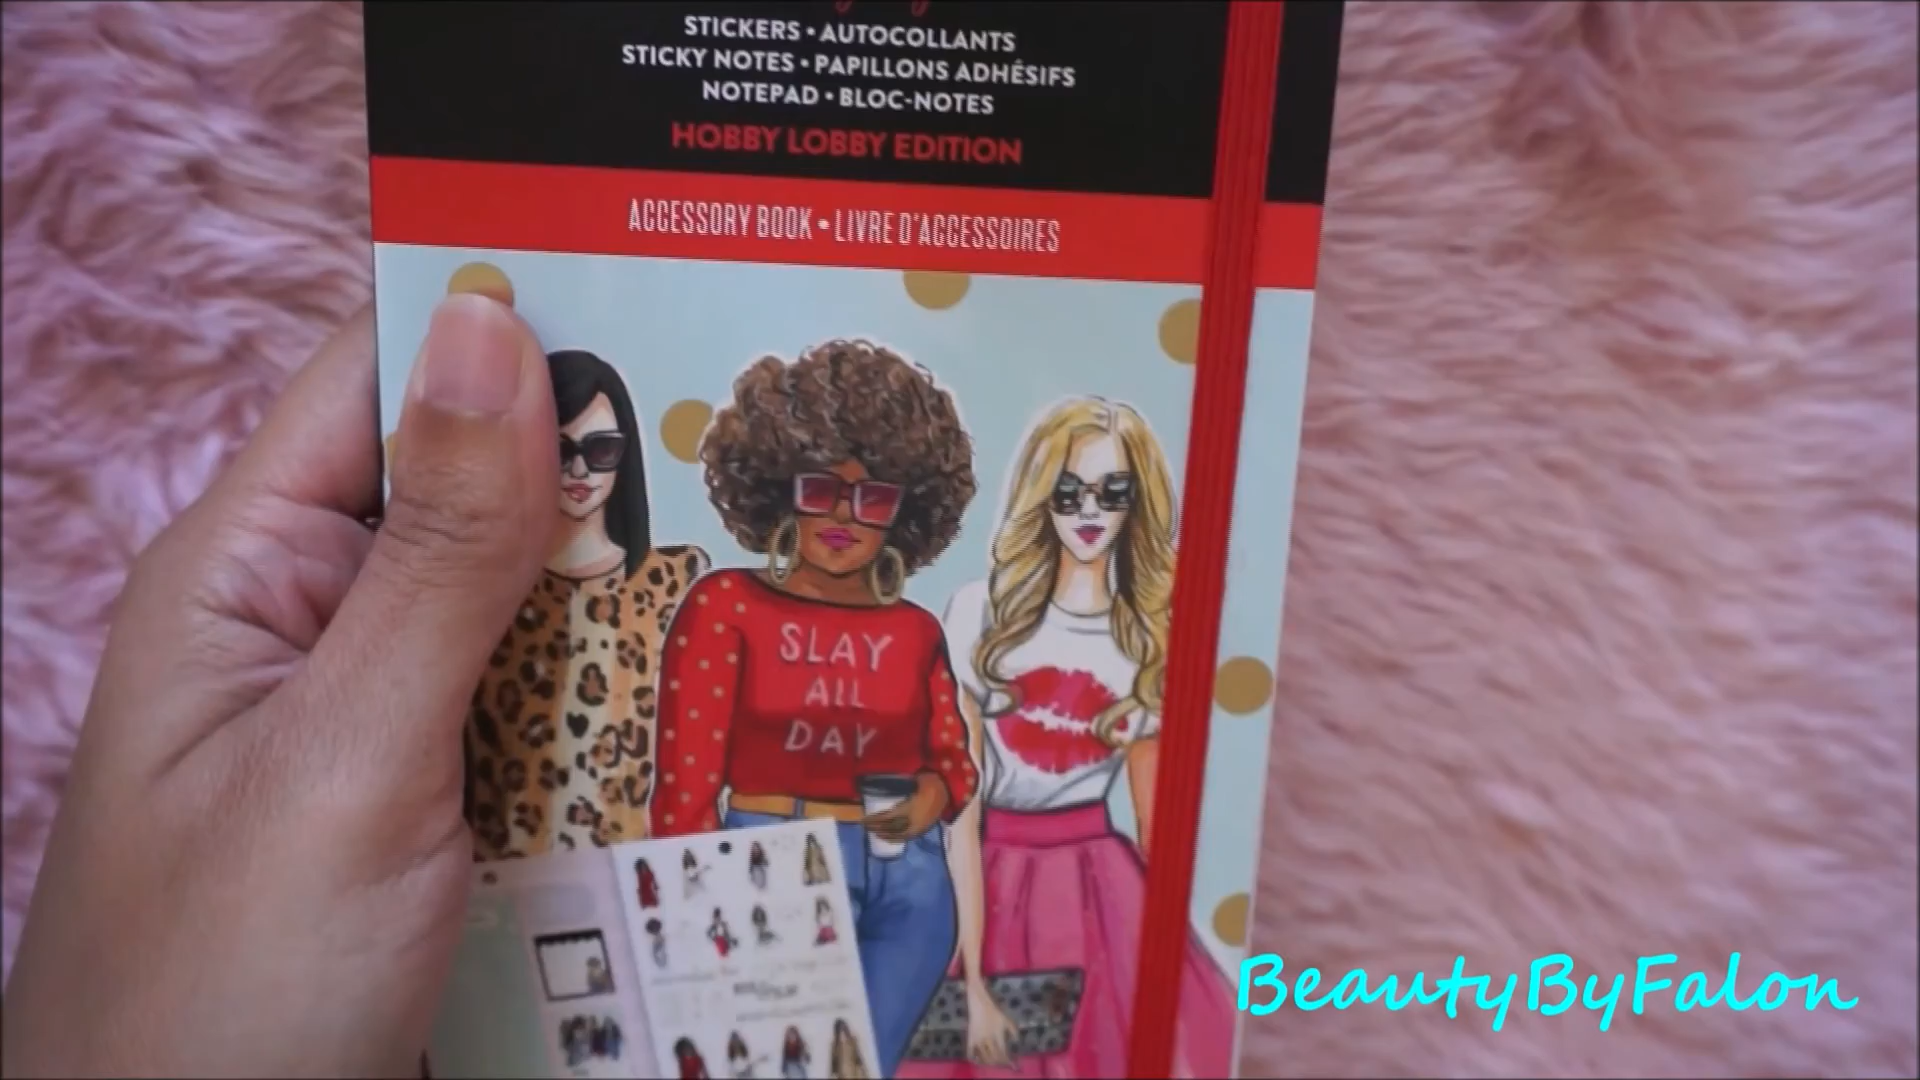 STICKERS • AUTOCOLLANTS
STICKY NOTES • PAPILLONS ADHÉSIFS
NOTEPAD • BLOC-NOTES
HOBBY LOBBY EDITION
ACCESSORY BOOK • LIVRE D'ACCESSOIRES
SLAY
ALL
DAY
BeautyByFalon